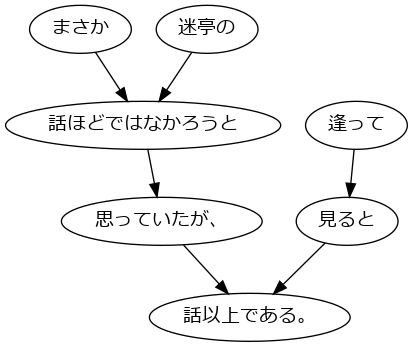 まさか
迷亭の
話ほどではなかろうと
逢って
思っていたが、
見ると
話以上である。